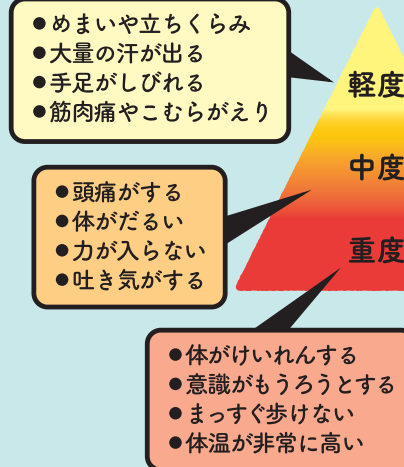 ●めまいや立ちくらみ
●大量の汗が出る
●手足がしびれる
●筋肉痛やこむらがえり
軽度
中度
●頭痛がする
●体がだるい
●力が入らない
●吐き気がする
重度
●体がけいれんする
●意識がもうろうとする
●まっすぐ歩けない
●体温が非常に高い